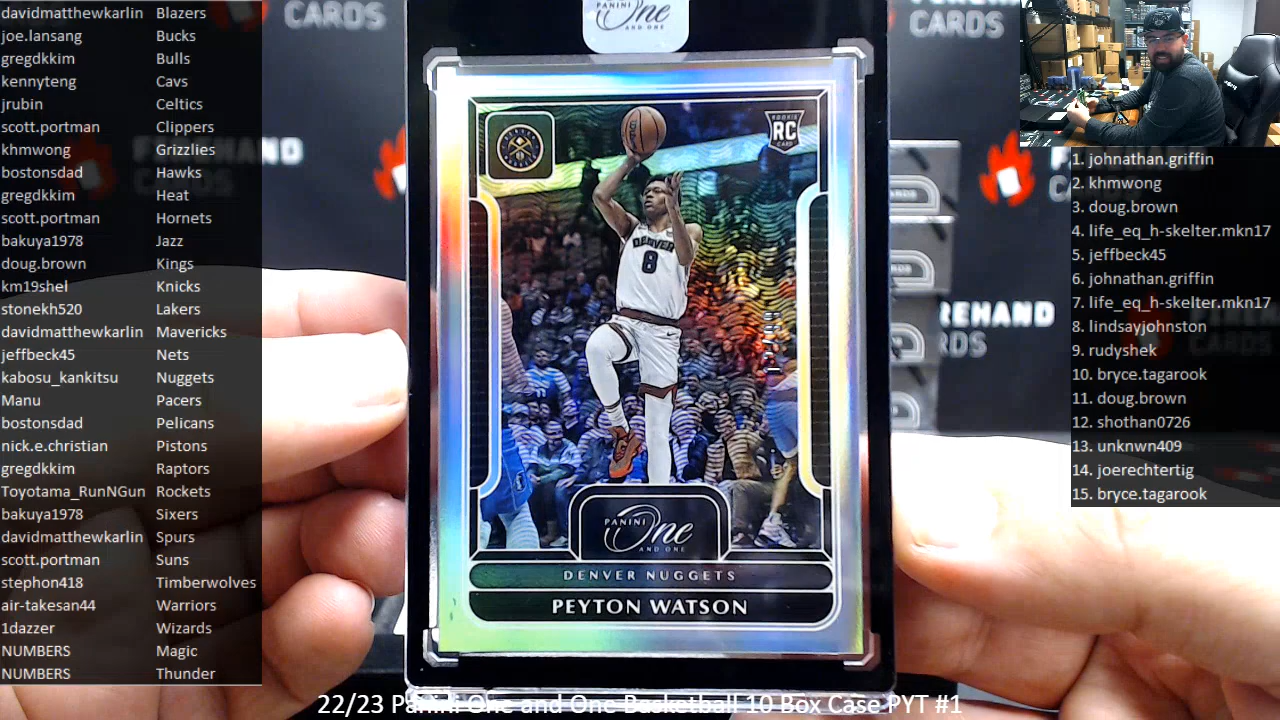 davidmatthewkarlin Blazers
joe.lansang Bucks
gregdkkim Bulls
kennyteng Cavs
jrubin Celtics
scott.portman Clippers
khmwong Grizzlies
bostonsdad Hawks
gregdkkim Heat
scott.portman Hornets
bakuya1978 Jazz
doug.brown Kings
km19shel Knicks
stonekh520 Lakers
davidmatthewkarlin Mavericks
jeffbeck45 Nets
kabosu_kankitsu Nuggets
Manu Pacers
bostonsdad Pelicans
nick.e.christian Pistons
gregdkkim Raptors
Toyotama_RunNGun Rockets
bakuya1978 Sixers
davidmatthewkarlin Spurs
scott.portman Suns
stephon418 Timberwolves
air-takesan44 Warriors
1dazzer Wizards
NUMBERS Magic
NUMBERS Thunder
CARDS
CARDS
PANINI
One
AND ONE
ROOKIE
RC
CARD
DENVER
8
PANINI
One
AND ONE
DENVER NUGGETS
PEYTON WATSON
REHAND
RDS
1. johnathan.griffin
2. khmwong
3. doug.brown
4. life_eq_h-skelter.mkn17
5. jeffbeck45
6. johnathan.griffin
7. life_eq_h-skelter.mkn17
8. lindsayjohnston
9. rudyshek
10. bryce.tagarook
11. doug.brown
12. shothan0726
13. unknwn409
14. joerechtertig
15. bryce.tagarook
22/23 Panini One and One Basketball 10 Box Case PYT #1